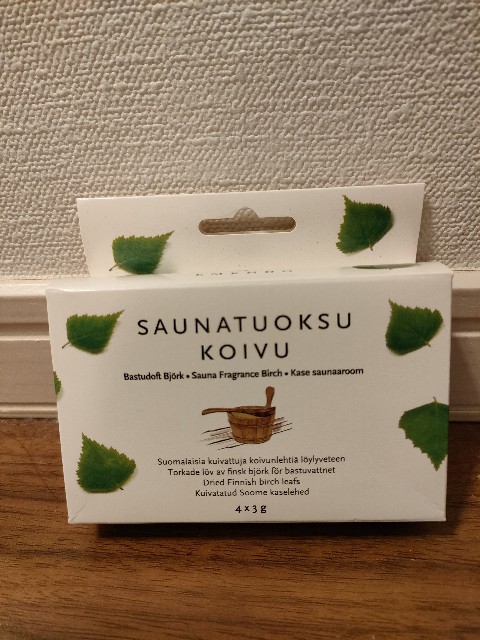 SAUNATUOKSU
KOIVU
Bastudoft Björk • Sauna Fragrance Birch • Kase saunaaroom
Suomalaisia kuivattuja koivunlehtiä löylyveteen
Torkade löv av finsk björk för bastuvattnet
Dried Finnish birch leafs
Kuivatatud Soome kaselehed
4 x 3 g